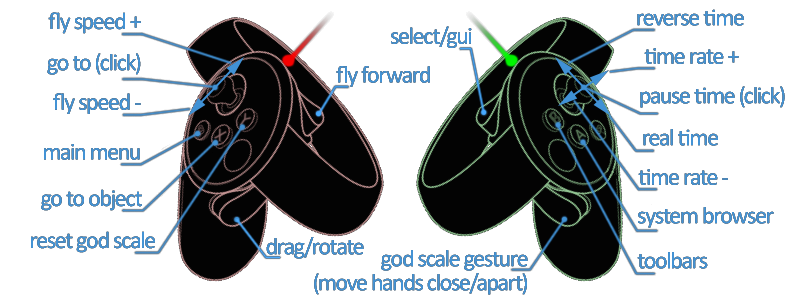 fly speed +
go to (click)
fly speed -
main menu
go to object
reset god scale
fly forward
drag/rotate
X
Y
select/gui
god scale gesture
(move hands close/apart)
B
A
reverse time
time rate +
pause time (click)
real time
time rate -
system browser
toolbars